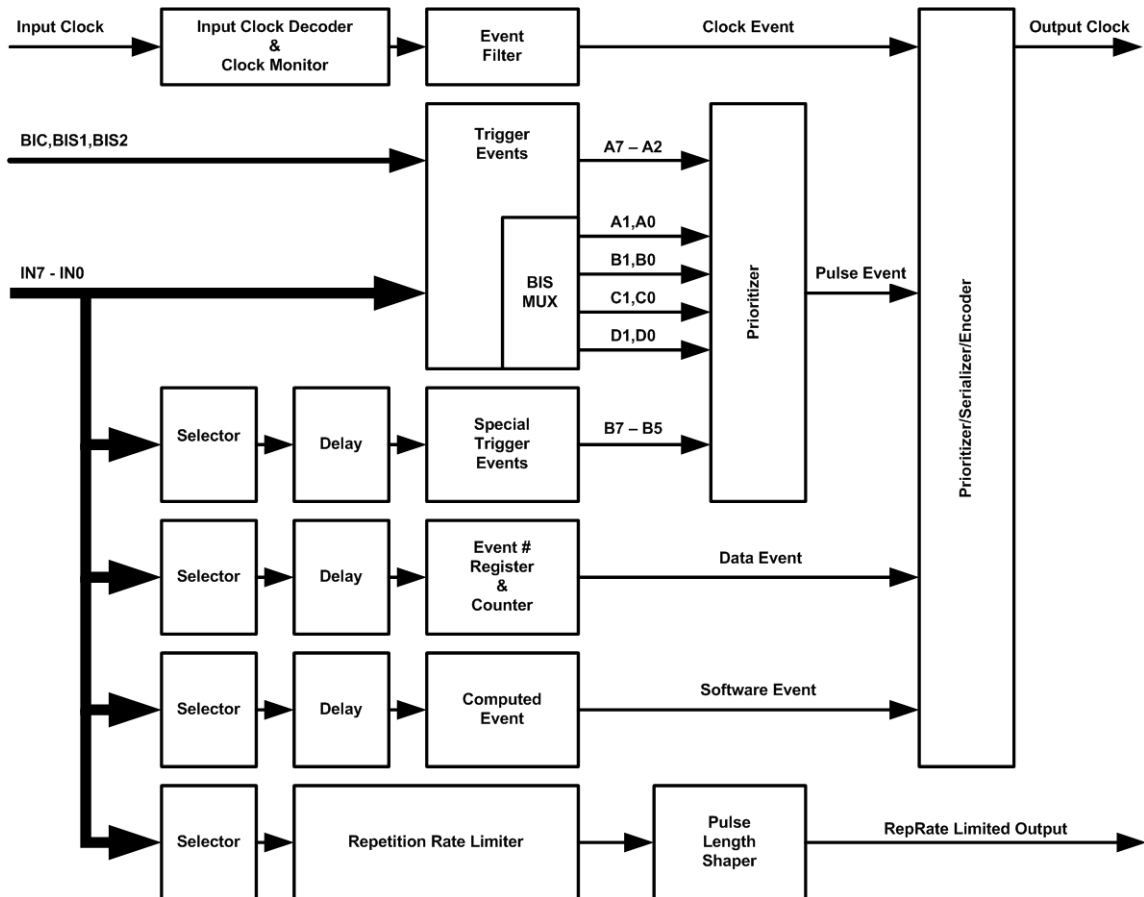 Input Clock
Input Clock Decoder
&
Clock Monitor
Event
Filter
Clock Event
Output Clock
BIC,BIS1,BIS2
Trigger
Events
A7 – A2
A1,A0
B1,B0
C1,C0
D1,D0
BIS
MUX
IN7 - IN0
Prioritizer
Pulse Event
Prioritizer/Serializer/Encoder
Selector
Delay
Special
Trigger
Events
B7 – B5
Selector
Delay
Event #
Register
&
Counter
Data Event
Selector
Delay
Computed
Event
Software Event
Selector
Repetition Rate Limiter
Pulse
Length
Shaper
RepRate Limited Output